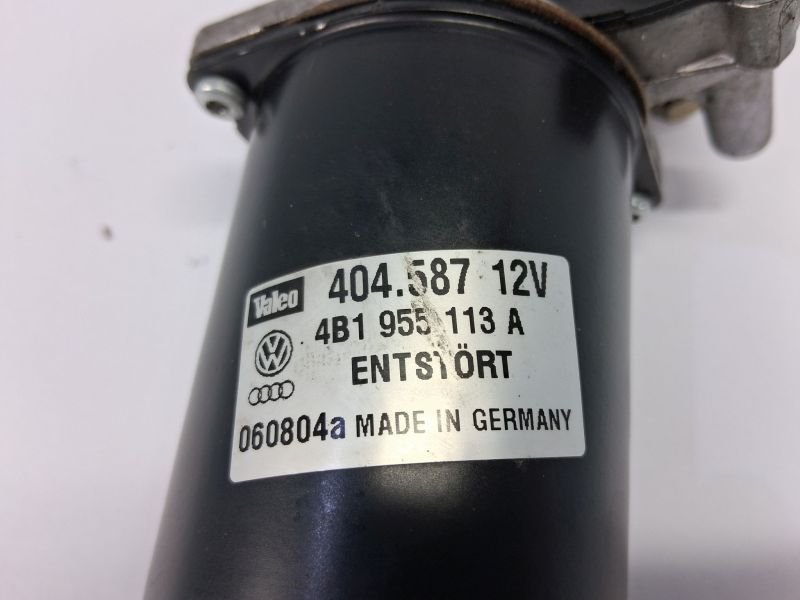 Valeo 404.587 12V
4B1 955 113 A
ENTSTÖRT
060804a MADE IN GERMANY